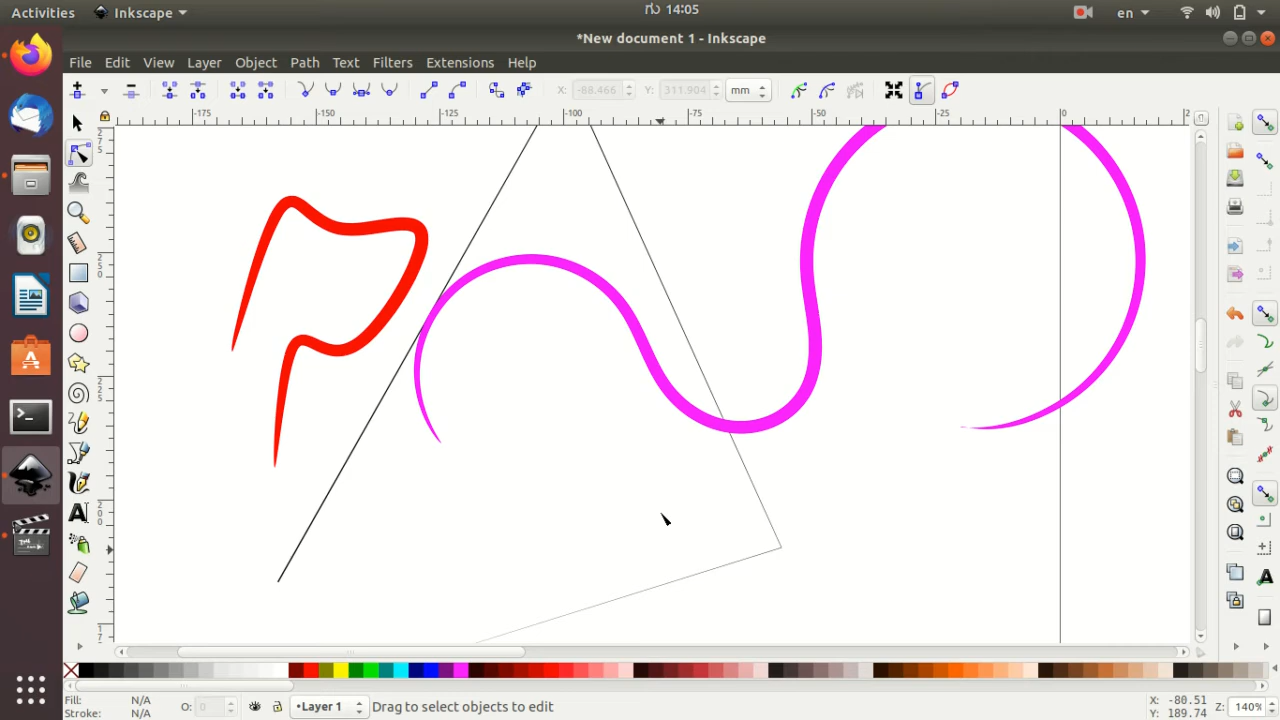 Activities Inkscape ორ 14:05 en
*New document 1 - Inkscape
File Edit View Layer Object Path Text Filters Extensions Help
X: -88.466 Y: 311.904 mm
-175 -150 -125 -100 -75 -50 -25 0
Fill: N/A
Stroke: N/A
O: 0
•Layer 1
Drag to select objects to edit
X: -80.51
Y: 189.74
Z: 140%